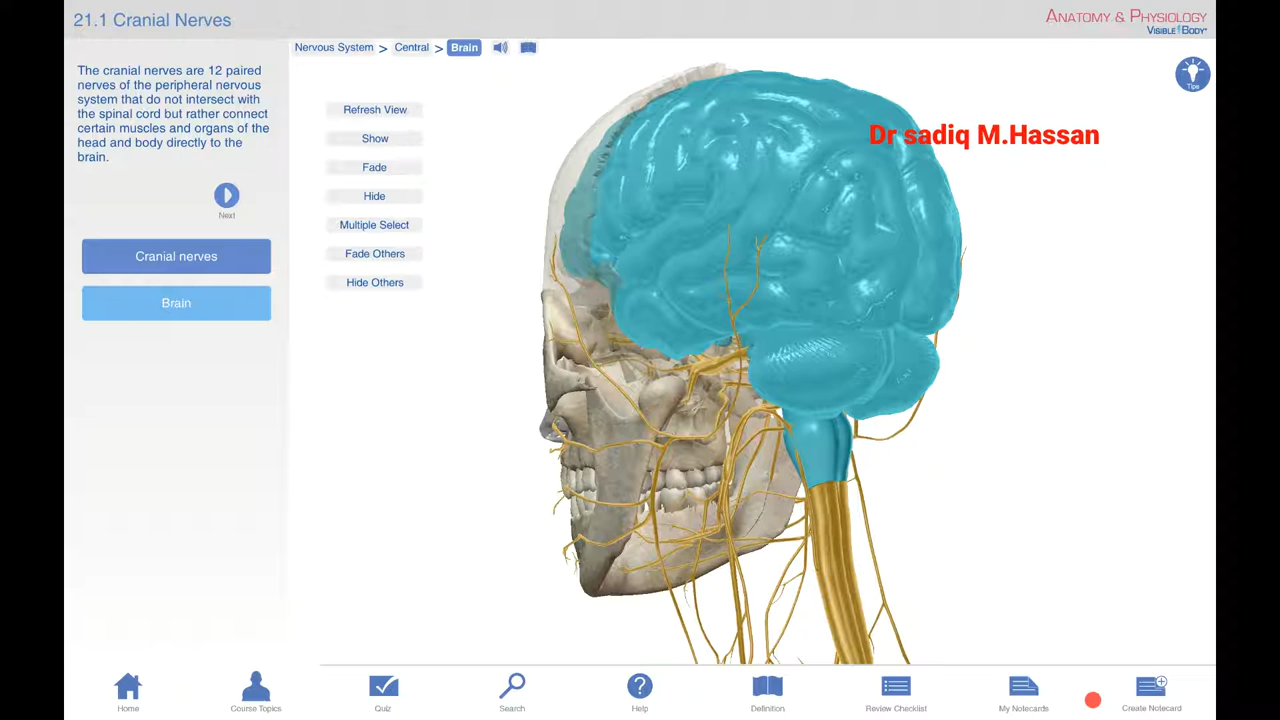 21.1 Cranial Nerves
ANATOMY & PHYSIOLOGY
VISIBLE BODY®
Nervous System > Central > Brain
The cranial nerves are 12 paired
nerves of the peripheral nervous
system that do not intersect with
the spinal cord but rather connect
certain muscles and organs of the
head and body directly to the
brain.
Next
Cranial nerves
Brain
Refresh View
Show
Fade
Hide
Multiple Select
Fade Others
Hide Others
Tips
Dr sadiq M.Hassan
Home
Course Topics
Quiz
Search
Help
Definition
Review Checklist
My Notecards
Create Notecard